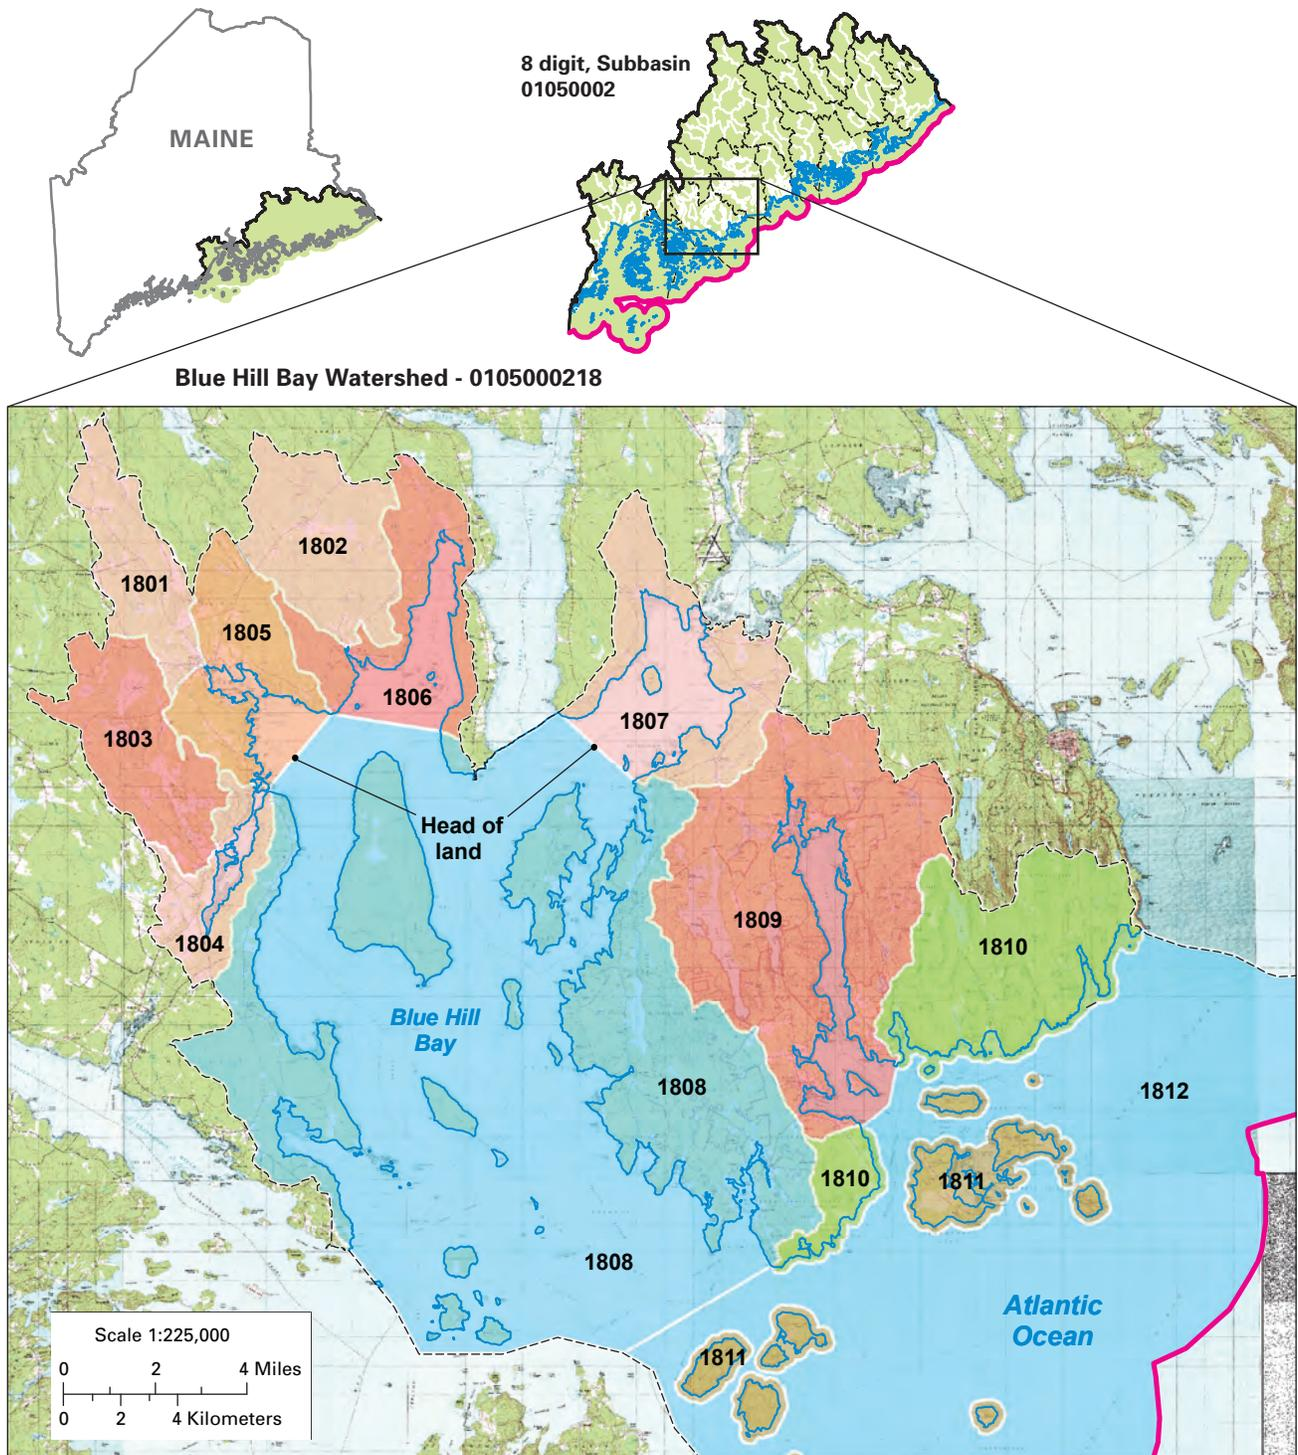 MAINE
8 digit, Subbasin
01050002
Blue Hill Bay Watershed - 0105000218
1801
1802
1805
1806
1803
1807
Head of
land
1804
1809
1810
Blue Hill
Bay
1808
1812
1810
1811
1808
Atlantic
Ocean
1811
Scale 1:225,000
0 2 4 Miles
0 2 4 Kilometers